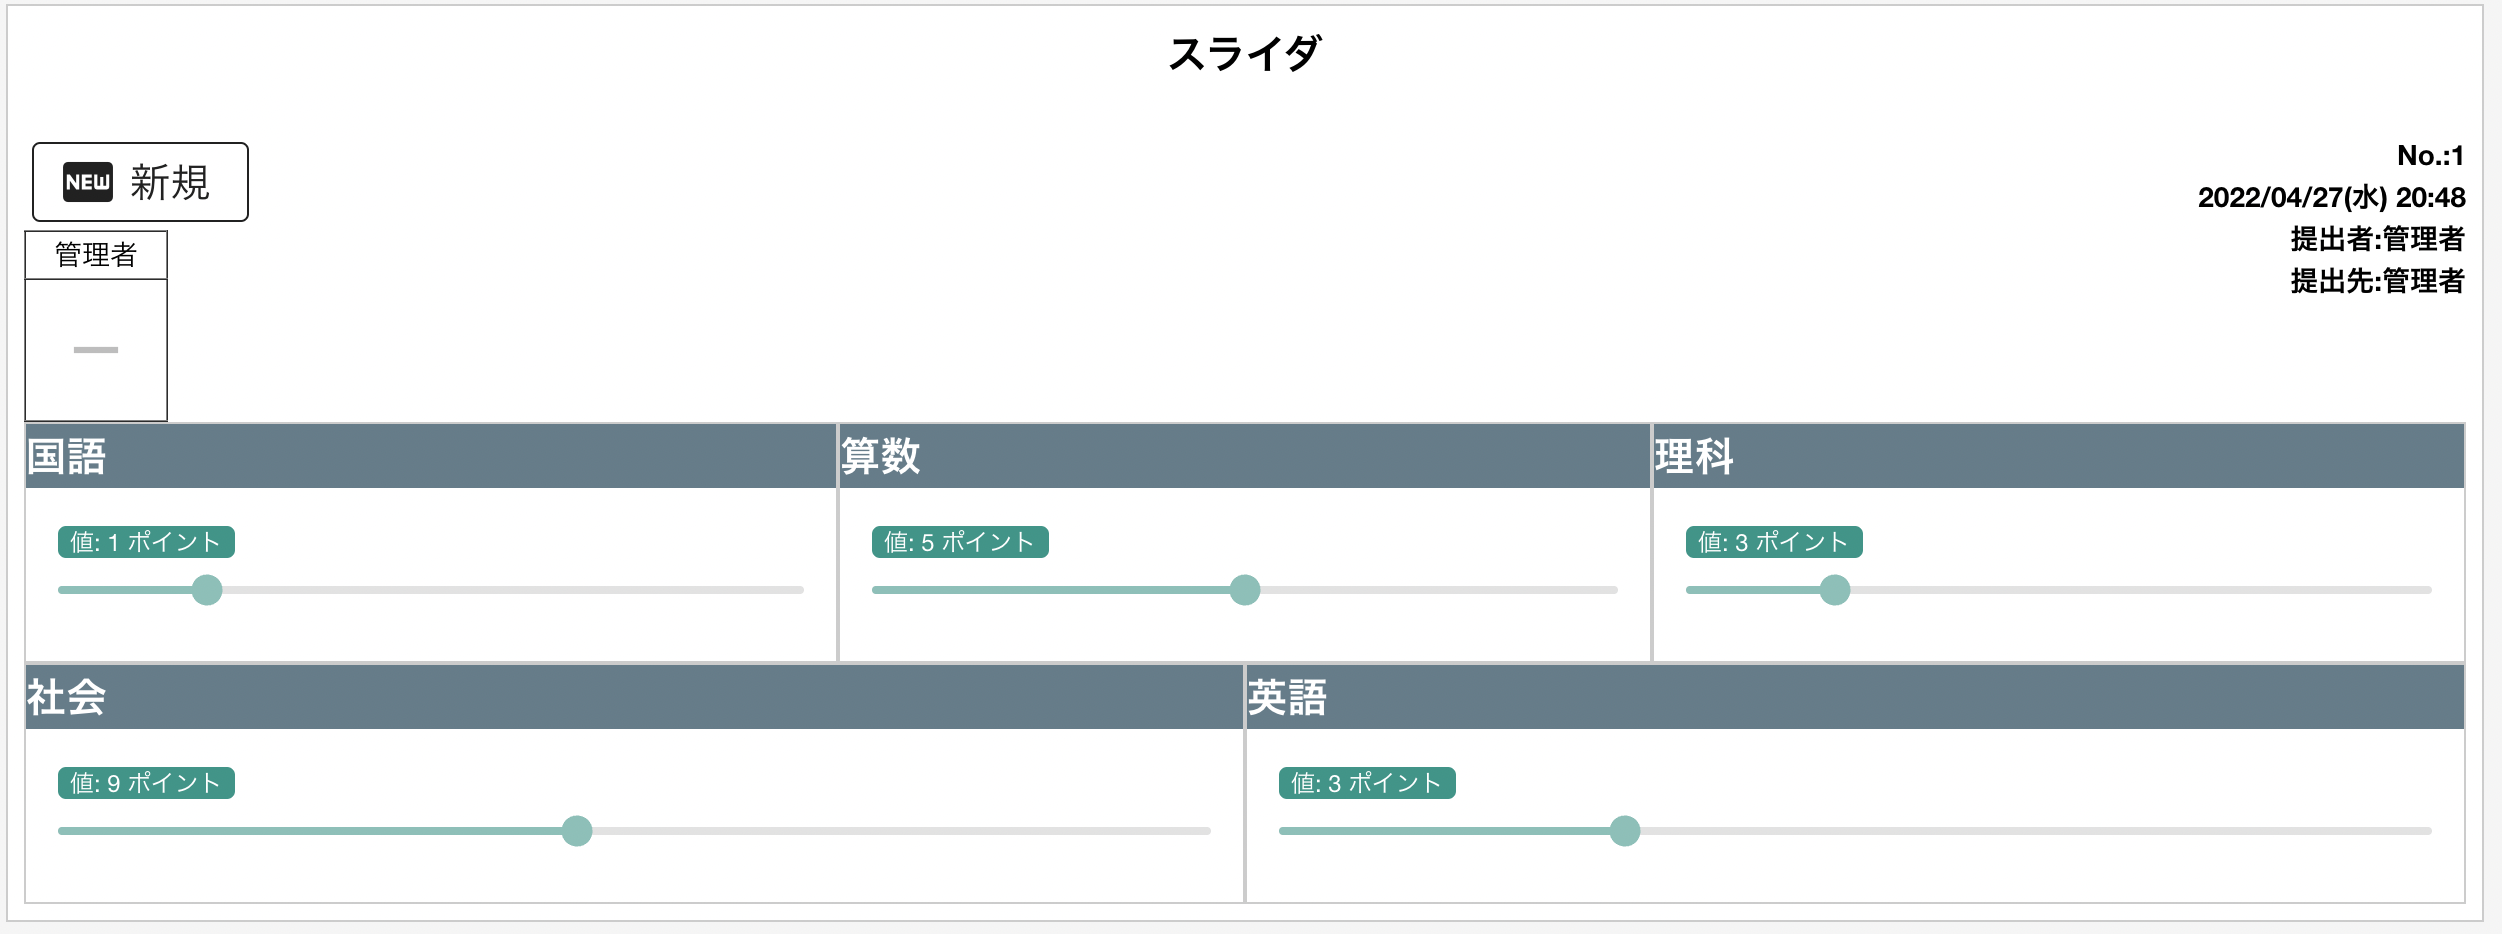 スライダ
NEW 新規
No.:1
2022/04/27(水) 20:48
提出者:管理者
提出先:管理者
管理者
国語 算数 理科
値: 1 ポイント 値: 5 ポイント 値: 3 ポイント
社会 英語
値: 9 ポイント 値: 3 ポイント